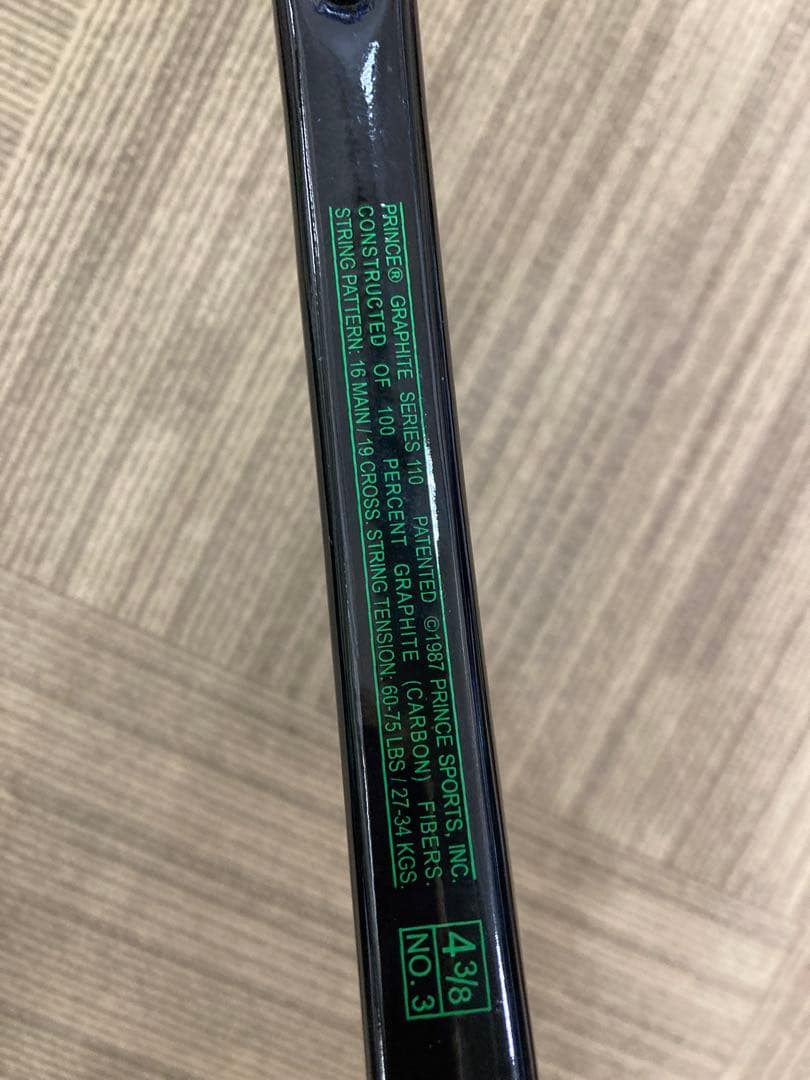 PRINCE® GRAPHITE SERIES 110 PATENTED ©1987 PRINCE SPORTS, INC.
CONSTRUCTED OF 100 PERCENT GRAPHITE (CARBON) FIBERS.
STRING PATTERN: 16 MAIN / 19 CROSS. STRING TENSION: 60-75 LBS / 27-34 KGS.
4 3/8
NO. 3